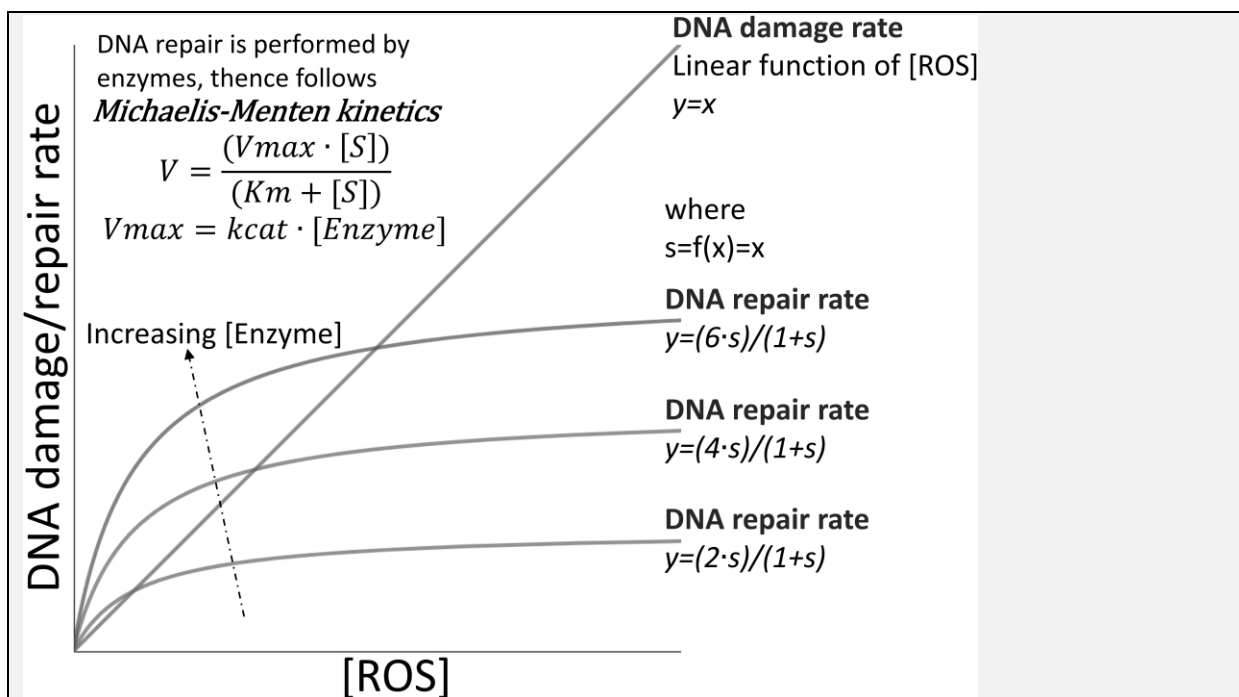 DNA repair is performed by
enzymes, thence follows
Michaelis-Menten kinetics
V = (Vmax · [S]) / (Km + [S])
Vmax = kcat · [Enzyme]
DNA damage rate
Linear function of [ROS]
y=x
where
s=f(x)=x
DNA repair rate
y=(6·s)/(1+s)
Increasing [Enzyme]
DNA repair rate
y=(4·s)/(1+s)
DNA repair rate
y=(2·s)/(1+s)
DNA damage/repair rate
[ROS]